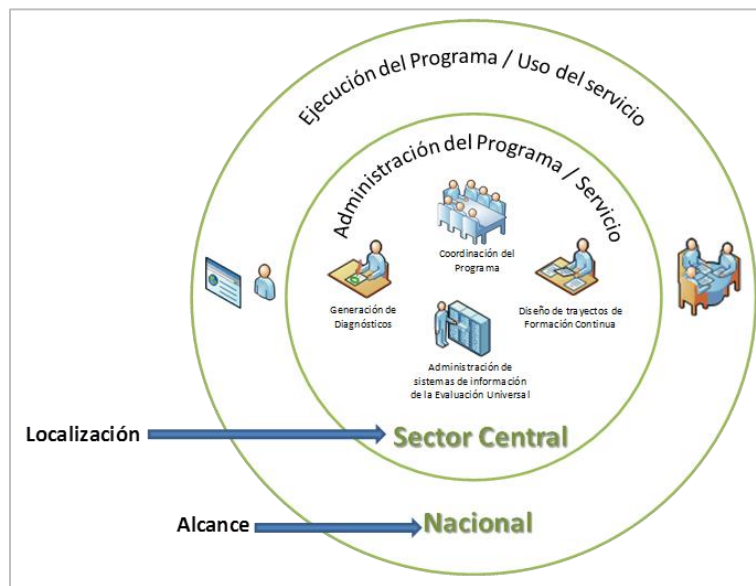 Ejecución del Programa / Uso del servicio
Administración del Programa / Servicio
Coordinación del
Programa
Generación de
Diagnósticos
Diseño de trayectos de
Formación Continua
Administración de
sistemas de información
de la Evaluación Universal
Localización
Sector Central
Alcance
Nacional